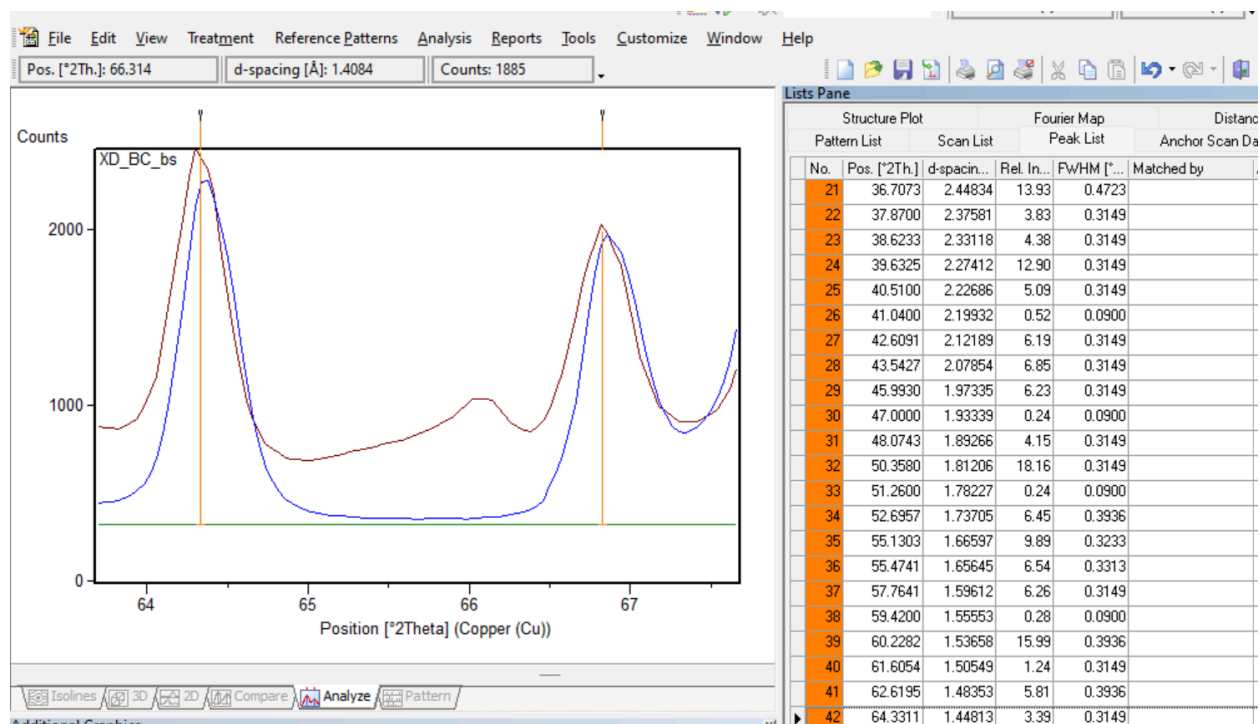 File Edit View Treatment Reference Patterns Analysis Reports Tools Customize Window Help
Pos. [°2Th.]: 66.314 d-spacing [Å]: 1.4084 Counts: 1885
Lists Pane
Structure Plot Fourier Map
Pattern List Scan List Peak List Anchor Scan
No. Pos. [°2Th.] d-spacin... Rel. In... FWHM [°... Matched by
21 36.7073 2.44834 13.93 0.4723
22 37.8700 2.37581 3.83 0.3149
23 38.6233 2.33118 4.38 0.3149
24 39.6325 2.27412 12.90 0.3149
25 40.5100 2.22686 5.09 0.3149
26 41.0400 2.19932 0.52 0.0900
27 42.6091 2.12189 6.19 0.3149
28 43.5427 2.07854 6.85 0.3149
29 45.9930 1.97335 6.23 0.3149
30 47.0000 1.93339 0.24 0.0900
31 48.0743 1.89266 4.15 0.3149
32 50.3580 1.81206 18.16 0.3149
33 51.2600 1.78227 0.24 0.0900
34 52.6957 1.73705 6.45 0.3936
35 55.1303 1.66597 9.89 0.3233
36 55.4741 1.65645 6.54 0.3313
37 57.7641 1.59612 6.26 0.3149
38 59.4200 1.55553 0.28 0.0900
39 60.2282 1.53658 15.99 0.3936
40 61.6054 1.50549 1.24 0.3149
41 62.6195 1.48353 5.81 0.3936
42 64.3311 1.44813 3.39 0.3149
Counts
XD_BC_bs
2000
1000
0
64 65 66 67
Position [°2Theta] (Copper (Cu))
Isolines 3D 2D Compare Analyze Pattern
Additional Graphics